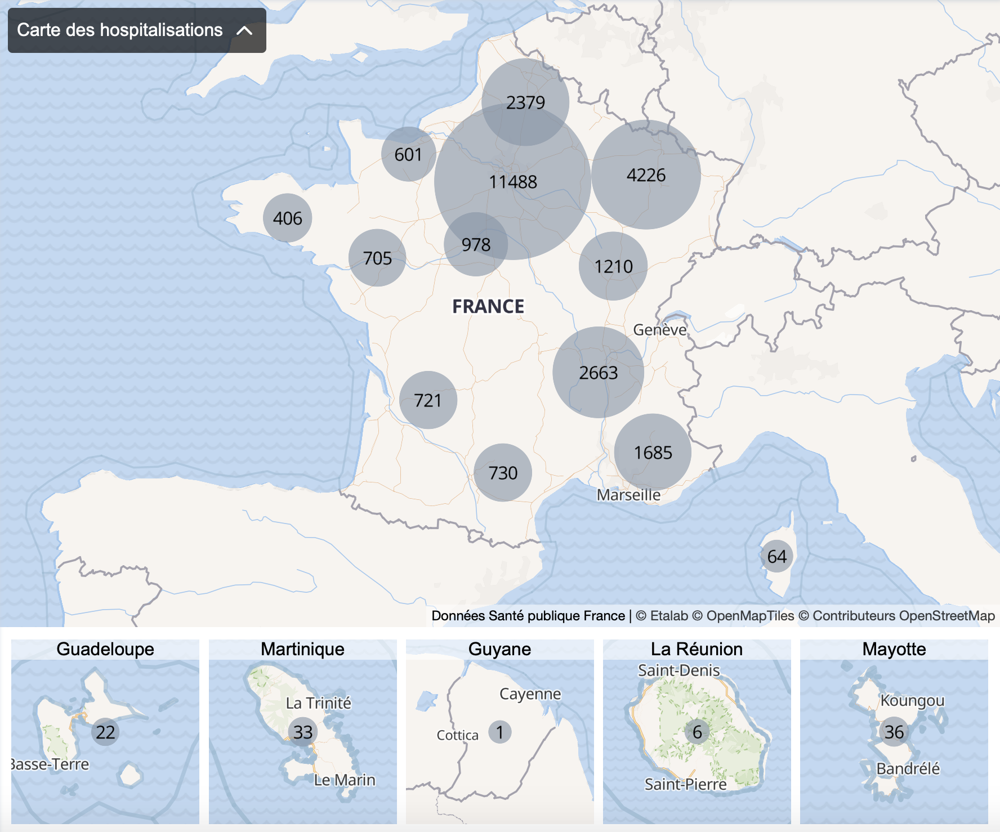 Carte des hospitalisations
2379
601
11488
4226
406
978
705
1210
FRANCE
Genève
2663
721
1685
730
Marseille
64
Données Santé publique France | © Etalab © OpenMapTiles © Contributeurs OpenStreetMap
Guadeloupe
22
Basse-Terre
Martinique
La Trinité
33
Le Marin
Guyane
Cayenne
Cottica
1
La Réunion
Saint-Denis
6
Saint-Pierre
Mayotte
Koungou
36
Bandrélé